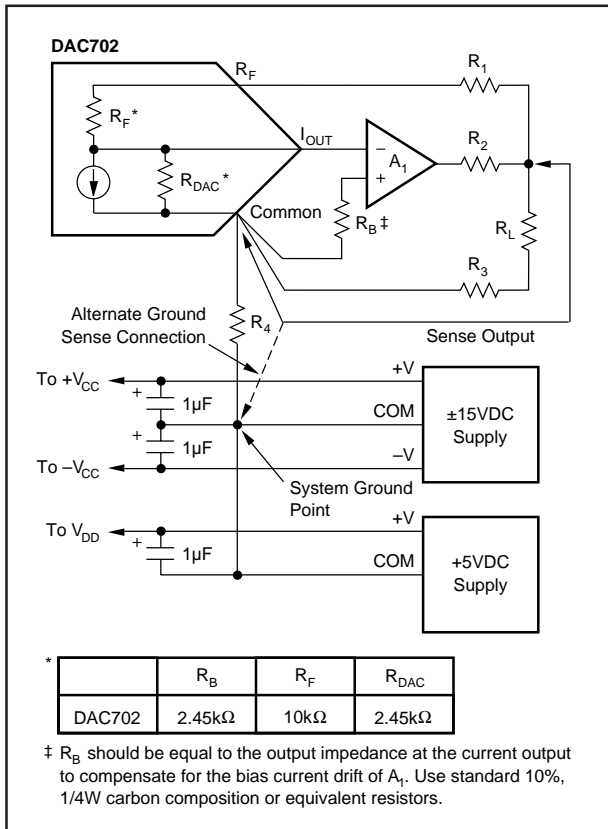 DAC702
R_F
R_1
R_F*
I_OUT
−
A_1
+
R_2
R_DAC*
Common
R_B‡
R_L
R_3
Alternate Ground
Sense Connection
R_4
Sense Output
To +V_CC
+
1µF
+V
COM
±15VDC
Supply
+
1µF
To –V_CC
–V
System Ground
Point
To V_DD
+
1µF
+V
COM
+5VDC
Supply
*
R_B R_F R_DAC
DAC702 2.45kΩ 10kΩ 2.45kΩ
‡ R_B should be equal to the output impedance at the current output
to compensate for the bias current drift of A_1. Use standard 10%,
1/4W carbon composition or equivalent resistors.